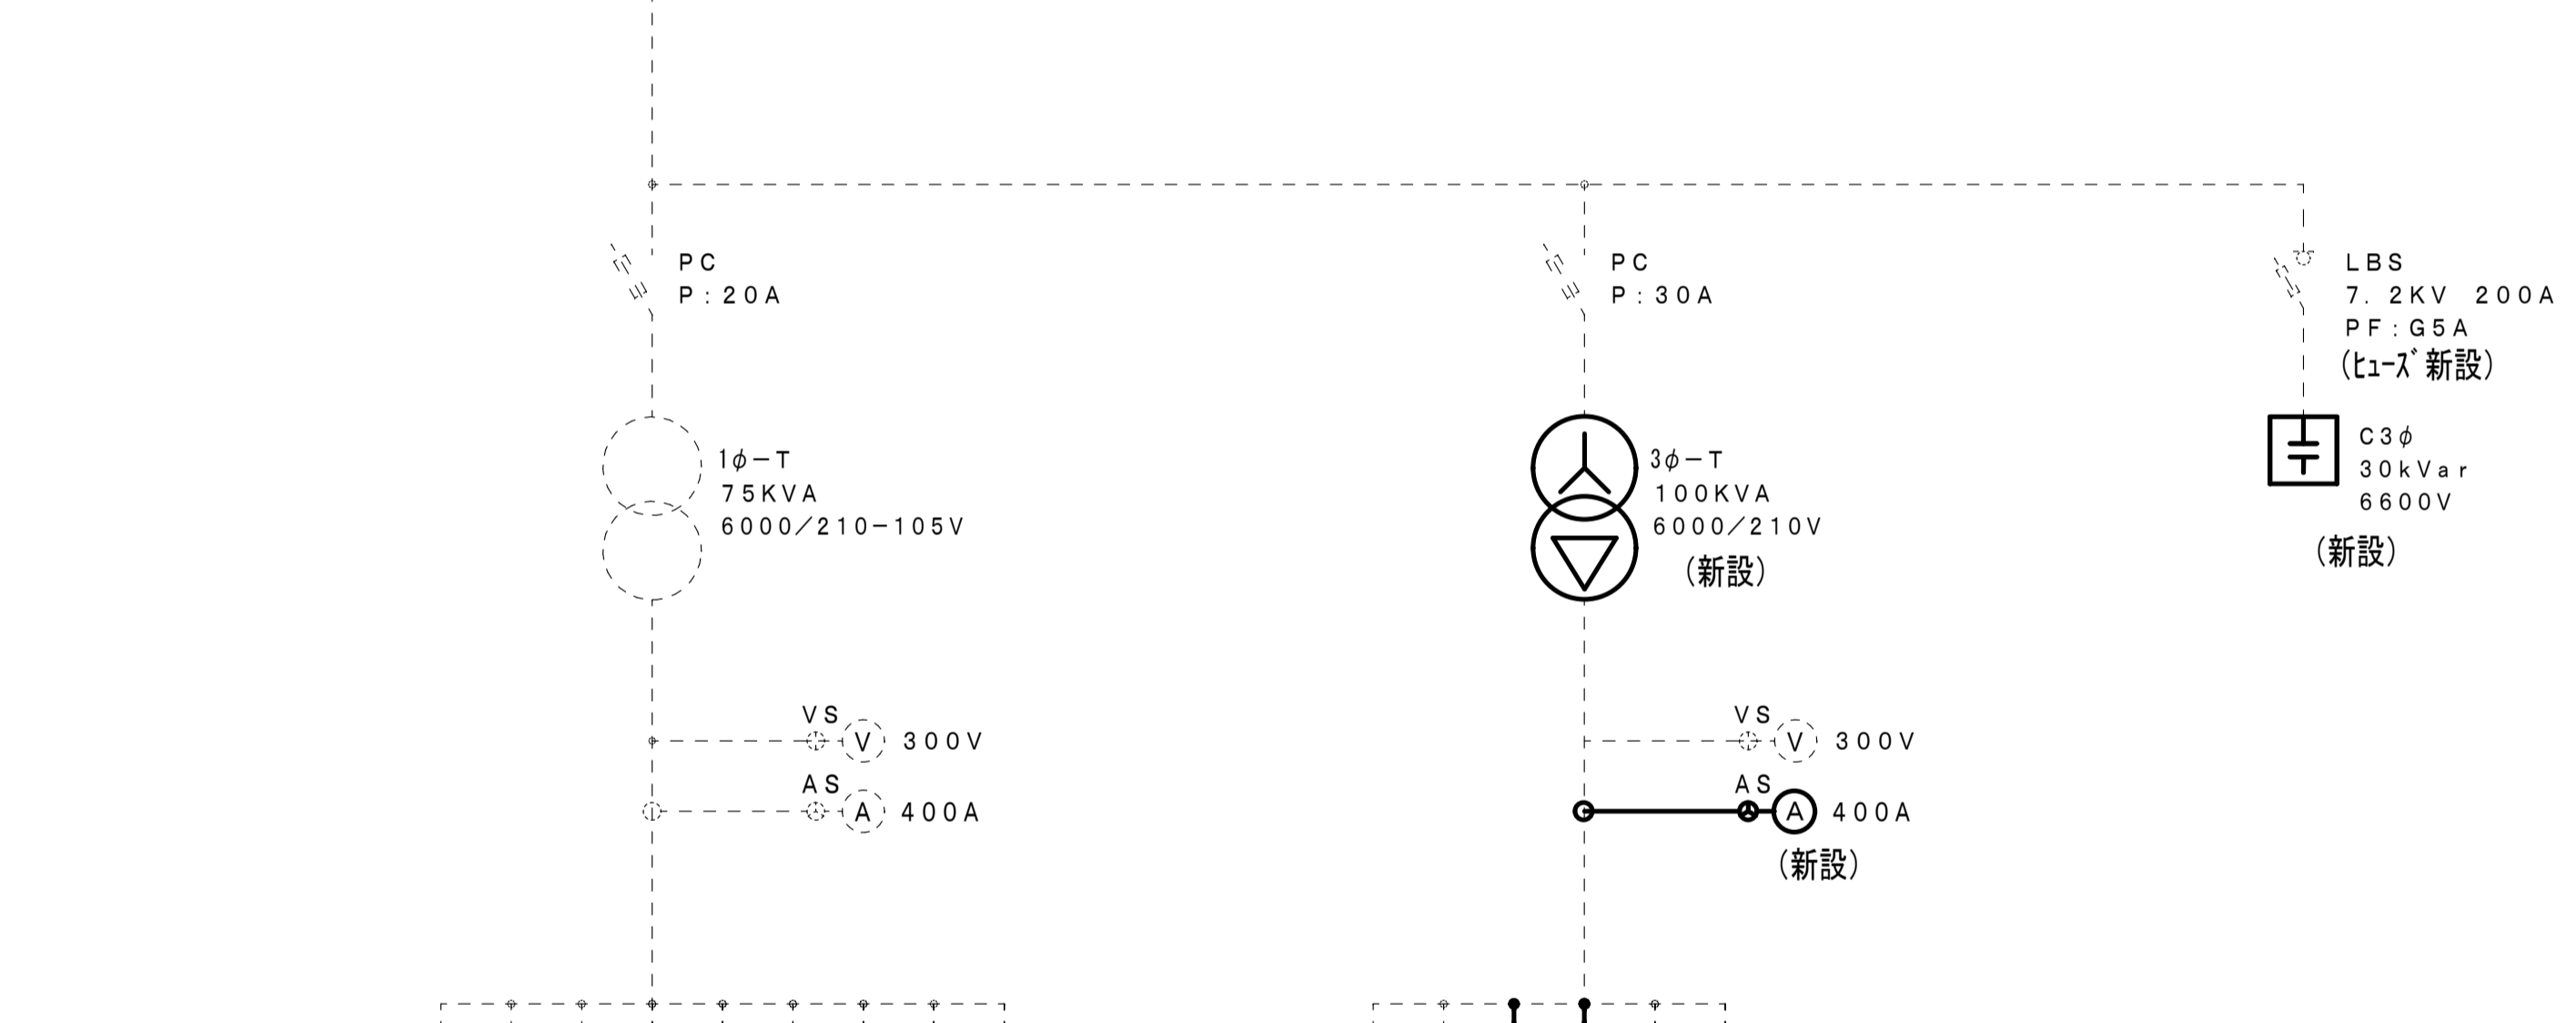 PC
P:20A
PC
P:30A
LBS
7.2KV 200A
PF:G5A
(ﾋｭｰｽﾞ新設)
1φ-T
75KVA
6000/210-105V
3φ-T
100KVA
6000/210V
(新設)
C3φ
30kVar
6600V
(新設)
VS
V 300V
AS
A 400A
VS
V 300V
AS
A 400A
(新設)